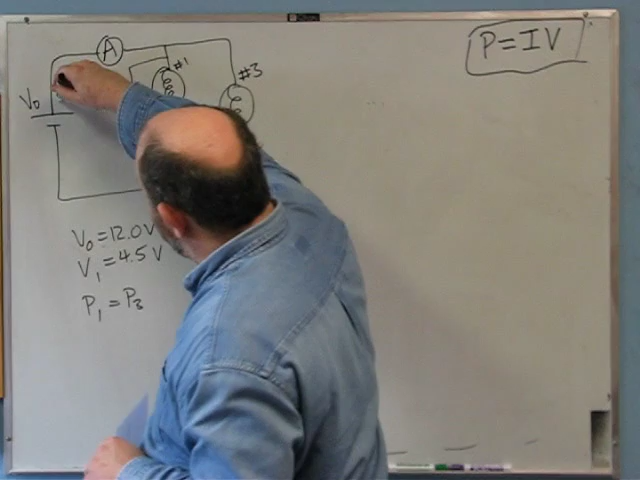 A
P=IV
#1
#3
V₀
V₀=12.0V
V₁=4.5V
P₁=P₃